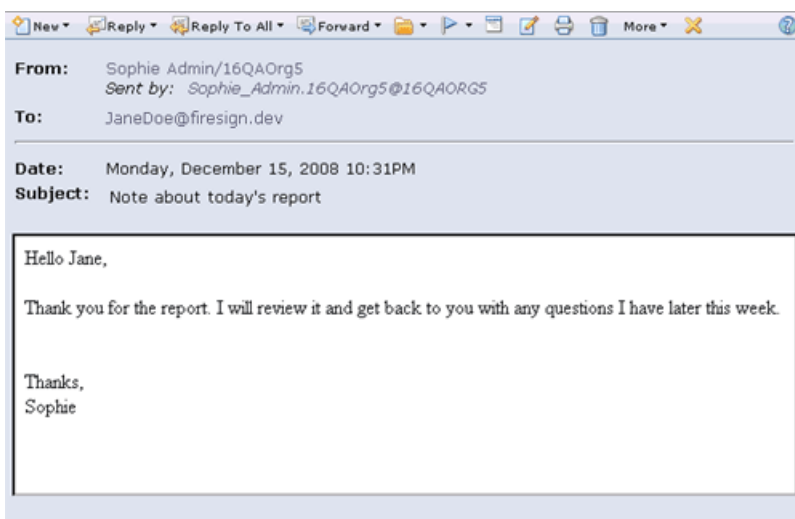 New Reply Reply To All Forward More
From: Sophie Admin/16QAOrg5
Sent by: Sophie_Admin.16QAOrg5@16QAORG5
To: JaneDoe@firesign.dev
Date: Monday, December 15, 2008 10:31PM
Subject: Note about today's report
Hello Jane,
Thank you for the report. I will review it and get back to you with any questions I have later this week.
Thanks,
Sophie